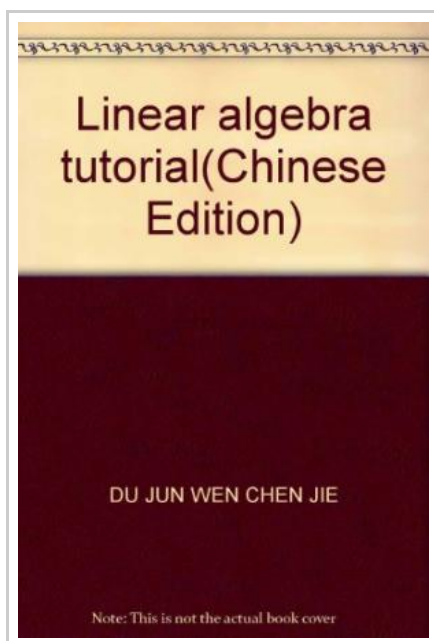 Linear algebra
tutorial(Chinese
Edition)
DU JUN WEN CHEN JIE
Note: This is not the actual book cover